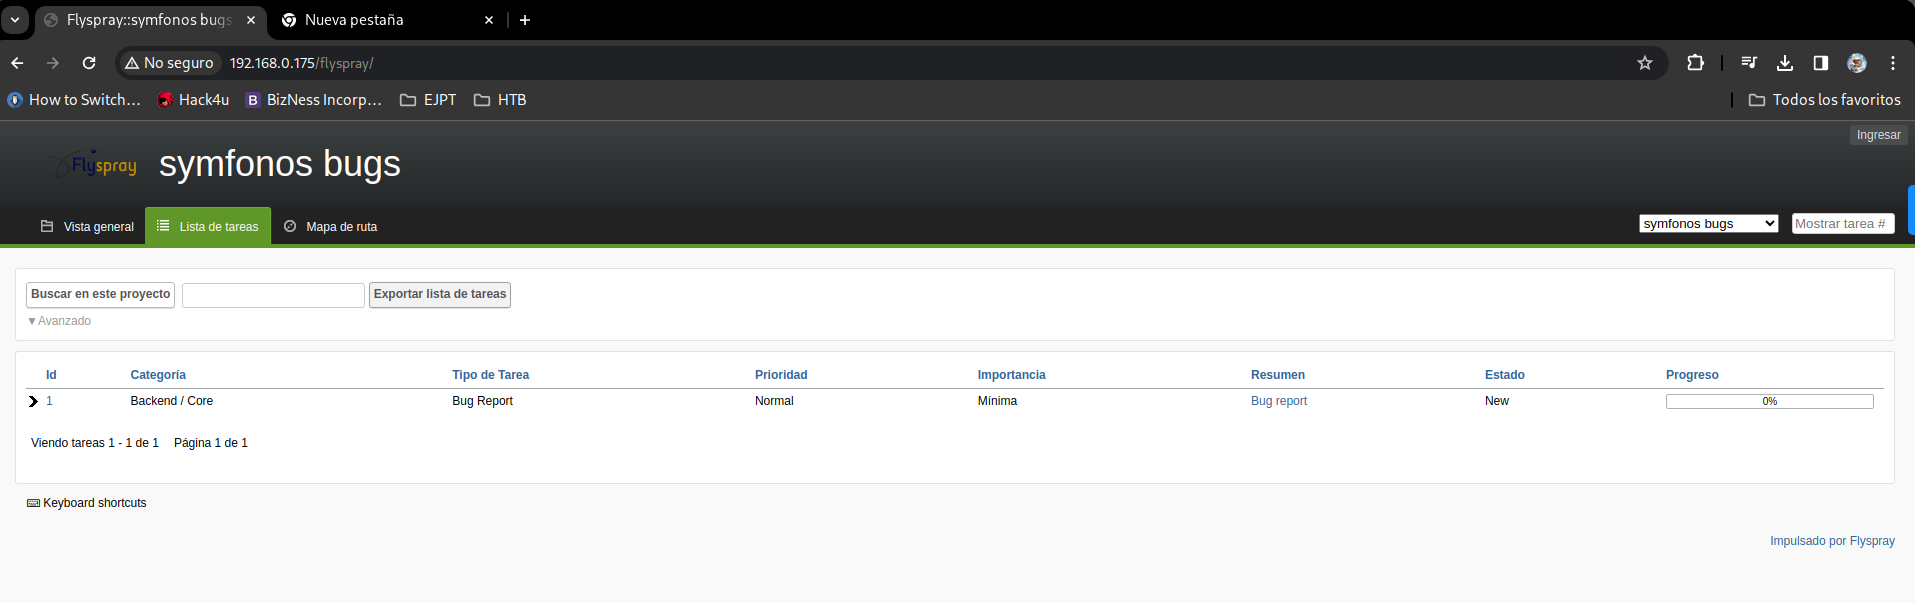 Flyspray::symfonos bugs
Nueva pestaña
No seguro 192.168.0.175/flyspray/
How to Switch... Hack4u B BizNess Incorp... EJPT HTB Todos los favoritos
Ingresar
Flyspray symfonos bugs
Vista general Lista de tareas Mapa de ruta symfonos bugs Mostrar tarea #
Buscar en este proyecto Exportar lista de tareas
▼Avanzado
Id Categoría Tipo de Tarea Prioridad Importancia Resumen Estado Progreso
1 Backend / Core Bug Report Normal Mínima Bug report New 0%
Viendo tareas 1 - 1 de 1 Página 1 de 1
Keyboard shortcuts
Impulsado por Flyspray